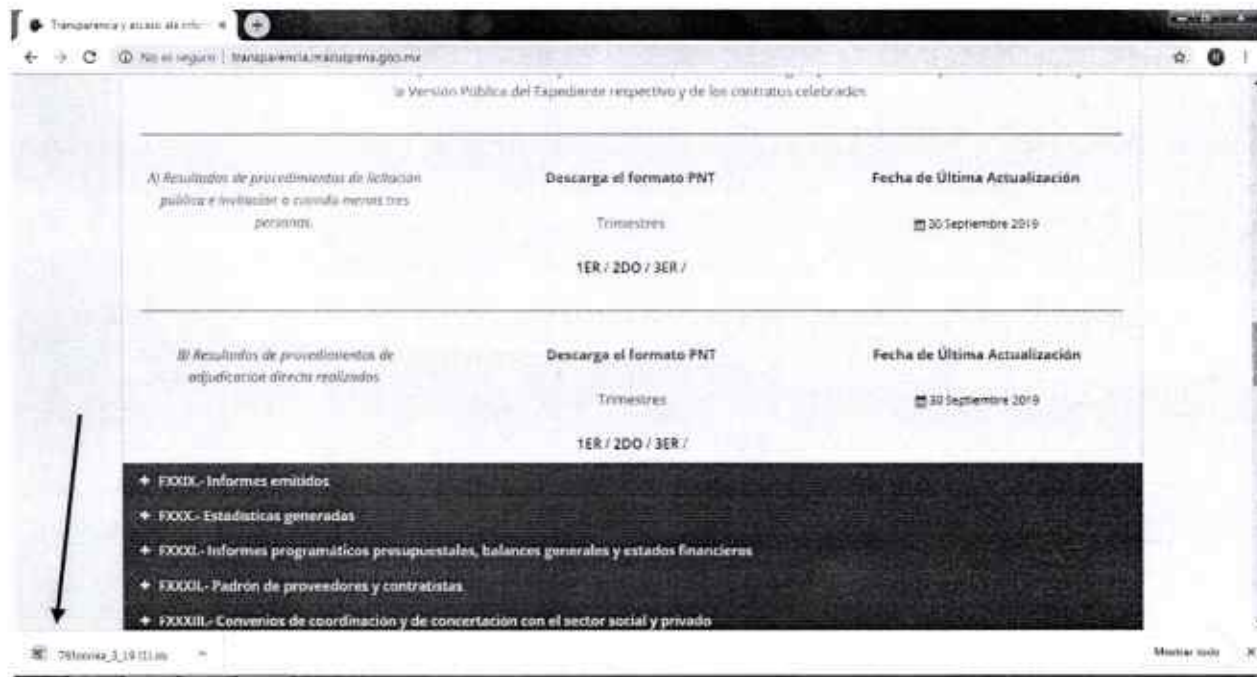 Transparencia y acceso ala infor
No es seguro | transparencia.
la Versión Pública del Expediente respectivo y de los contratos celebrados
A) Resultados de procedimientos de licitación
pública e invitación a cuando menos tres
personas.
Descarga el formato PNT
Fecha de Última Actualización
Trimestres
30 Septiembre 2019
1ER / 2DO / 3ER /
B) Resultados de procedimientos de
adjudicación directa realizados
Descarga el formato PNT
Fecha de Última Actualización
Trimestres
30 Septiembre 2019
1ER / 2DO / 3ER /
+ FXXIX.- Informes emitidos
+ FXXX.- Estadísticas generadas
+ FXXXI.- Informes programáticos presupuestales, balances generales y estados financieros
+ FXXXII.- Padrón de proveedores y contratistas
+ FXXXIII.- Convenios de coordinación y de concertación con el sector social y privado
Mostrar todo